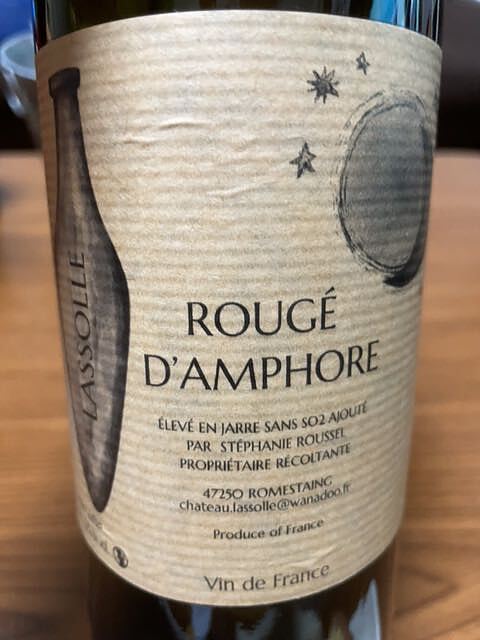 LASSOLLE
ROUGÉ
D'AMPHORE
ÉLEVÉ EN JARRE SANS SO2 AJOUTÉ
PAR STÉPHANIE ROUSSEL
PROPRIÉTAIRE RÉCOLTANTE
47250 ROMESTAING
chateau.lassolle@wanadoo.fr
Produce of France
Vin de France